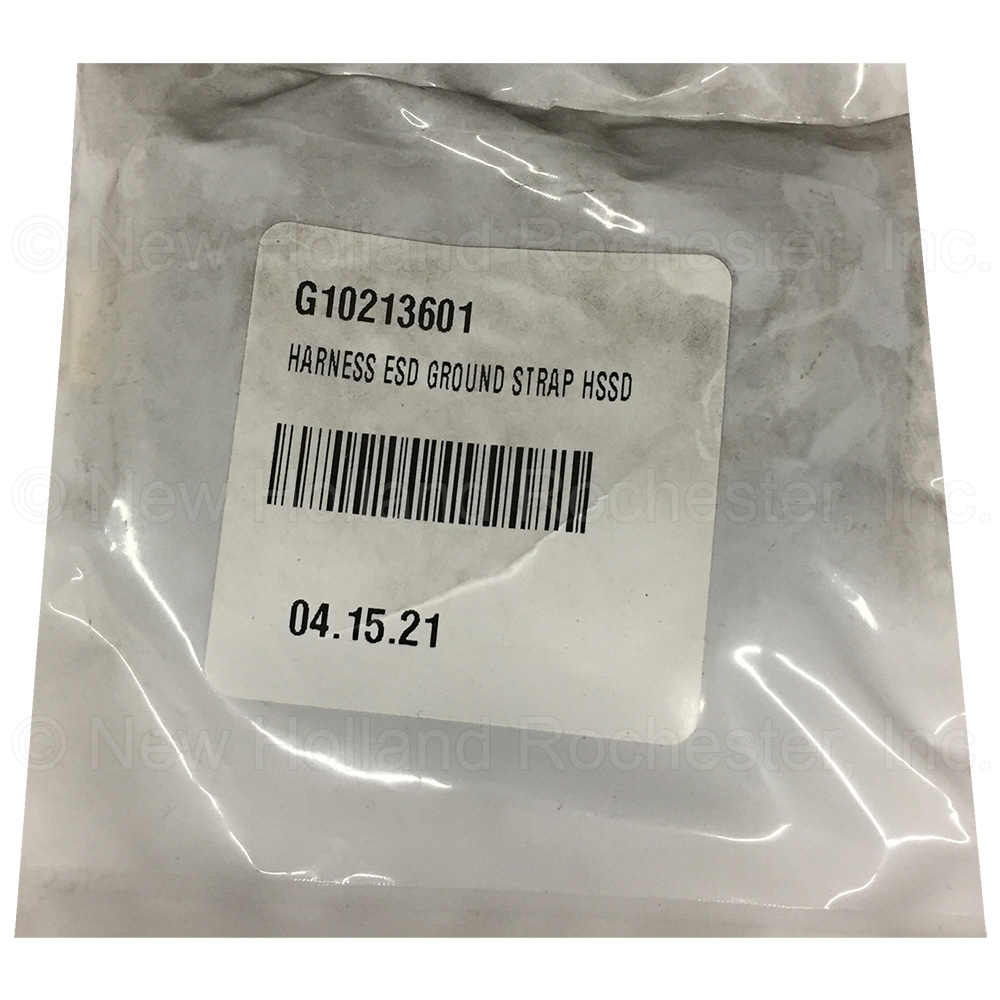 © New Holland Rochester, Inc.
G10213601
HARNESS ESD GROUND STRAP HSSD
© New Holland Rochester, Inc.
04.15.21
© New Holland Rochester, Inc.